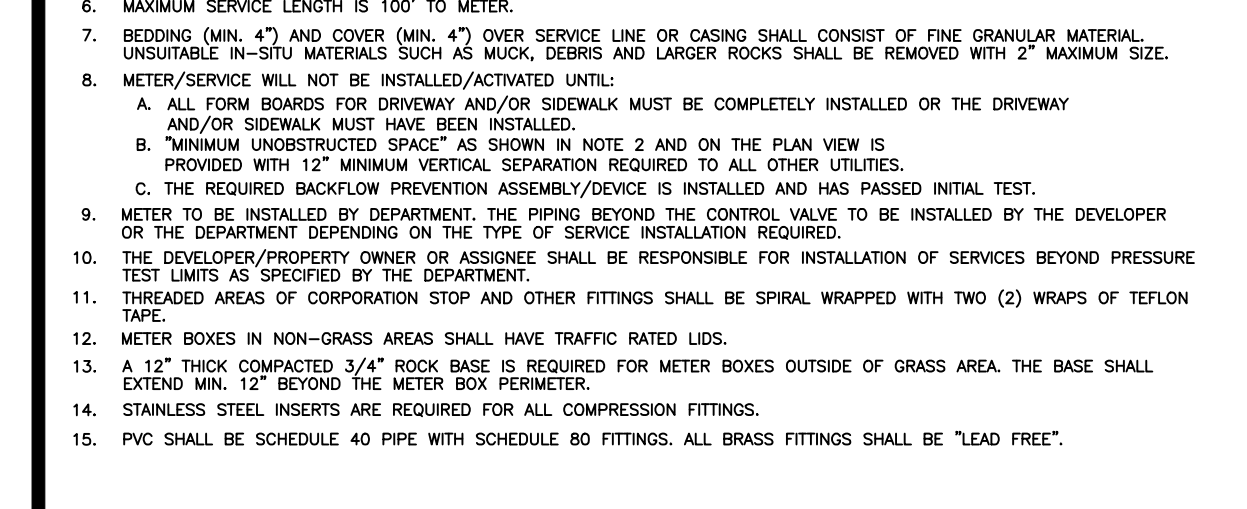 6. MAXIMUM SERVICE LENGTH IS 100' TO METER.
7. BEDDING (MIN. 4") AND COVER (MIN. 4") OVER SERVICE LINE OR CASING SHALL CONSIST OF FINE GRANULAR MATERIAL.
UNSUITABLE IN-SITU MATERIALS SUCH AS MUCK, DEBRIS AND LARGER ROCKS SHALL BE REMOVED WITH 2" MAXIMUM SIZE.
8. METER/SERVICE WILL NOT BE INSTALLED/ACTIVATED UNTIL:
A. ALL FORM BOARDS FOR DRIVEWAY AND/OR SIDEWALK MUST BE COMPLETELY INSTALLED OR THE DRIVEWAY
AND/OR SIDEWALK MUST HAVE BEEN INSTALLED.
B. "MINIMUM UNOBSTRUCTED SPACE" AS SHOWN IN NOTE 2 AND ON THE PLAN VIEW IS
PROVIDED WITH 12" MINIMUM VERTICAL SEPARATION REQUIRED TO ALL OTHER UTILITIES.
C. THE REQUIRED BACKFLOW PREVENTION ASSEMBLY/DEVICE IS INSTALLED AND HAS PASSED INITIAL TEST.
9. METER TO BE INSTALLED BY DEPARTMENT. THE PIPING BEYOND THE CONTROL VALVE TO BE INSTALLED BY THE DEVELOPER
OR THE DEPARTMENT DEPENDING ON THE TYPE OF SERVICE INSTALLATION REQUIRED.
10. THE DEVELOPER/PROPERTY OWNER OR ASSIGNEE SHALL BE RESPONSIBLE FOR INSTALLATION OF SERVICES BEYOND PRESSURE
TEST LIMITS AS SPECIFIED BY THE DEPARTMENT.
11. THREADED AREAS OF CORPORATION STOP AND OTHER FITTINGS SHALL BE SPIRAL WRAPPED WITH TWO (2) WRAPS OF TEFLON
TAPE.
12. METER BOXES IN NON-GRASS AREAS SHALL HAVE TRAFFIC RATED LIDS.
13. A 12" THICK COMPACTED 3/4" ROCK BASE IS REQUIRED FOR METER BOXES OUTSIDE OF GRASS AREA. THE BASE SHALL
EXTEND MIN. 12" BEYOND THE METER BOX PERIMETER.
14. STAINLESS STEEL INSERTS ARE REQUIRED FOR ALL COMPRESSION FITTINGS.
15. PVC SHALL BE SCHEDULE 40 PIPE WITH SCHEDULE 80 FITTINGS. ALL BRASS FITTINGS SHALL BE "LEAD FREE".